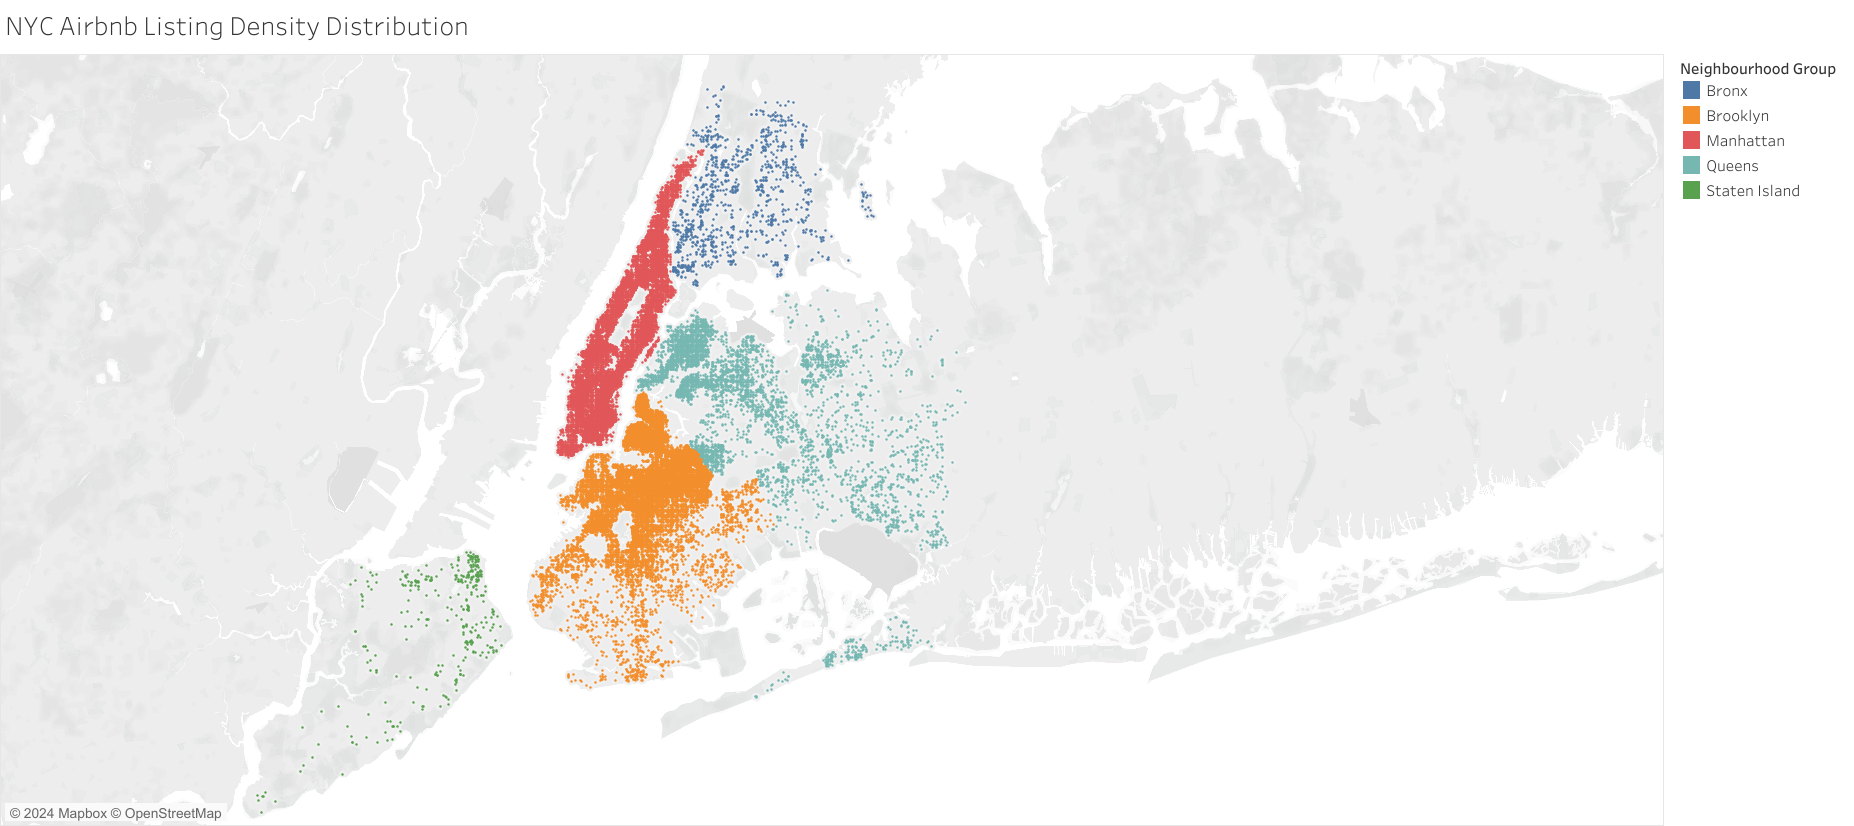 NYC Airbnb Listing Density Distribution
Neighbourhood Group
Bronx
Brooklyn
Manhattan
Queens
Staten Island
© 2024 Mapbox © OpenStreetMap